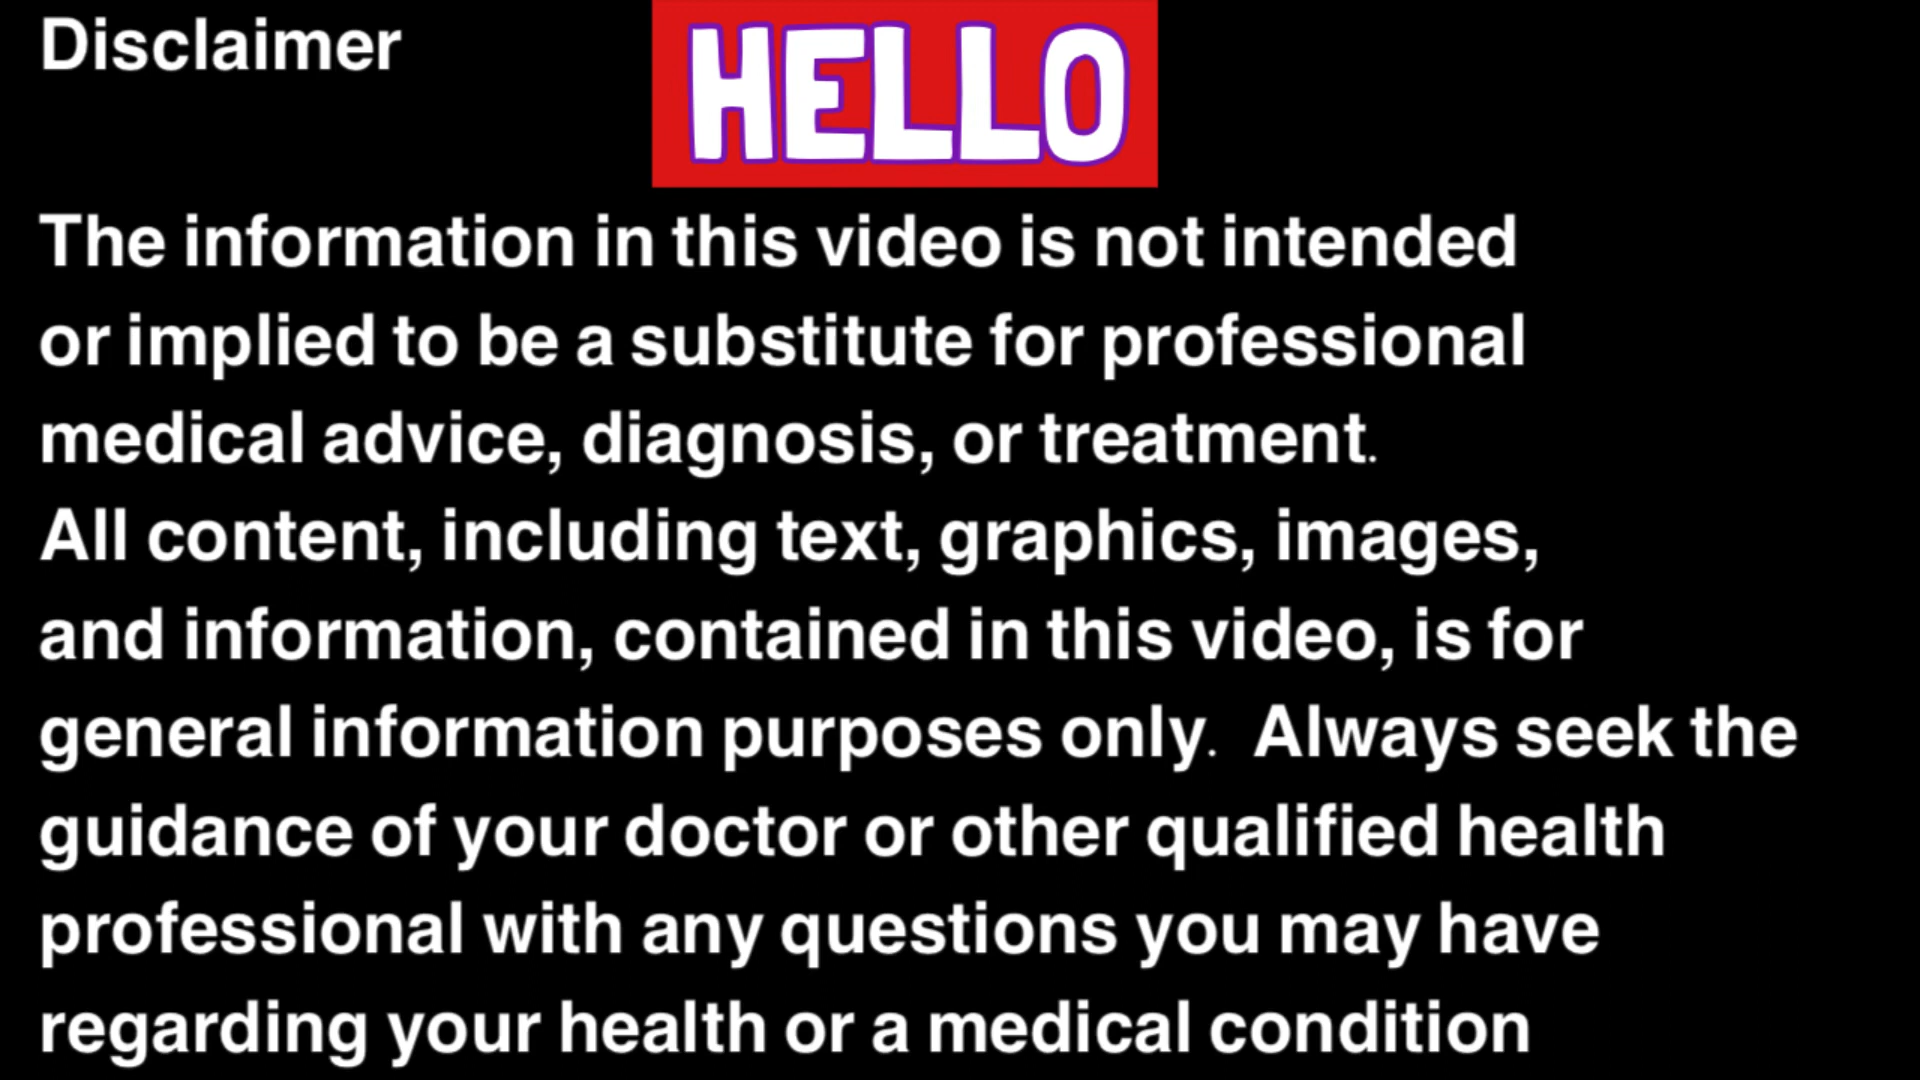 Disclaimer
HELLO
The information in this video is not intended
or implied to be a substitute for professional
medical advice, diagnosis, or treatment.
All content, including text, graphics, images,
and information, contained in this video, is for
general information purposes only.  Always seek the
guidance of your doctor or other qualified health
professional with any questions you may have
regarding your health or a medical condition